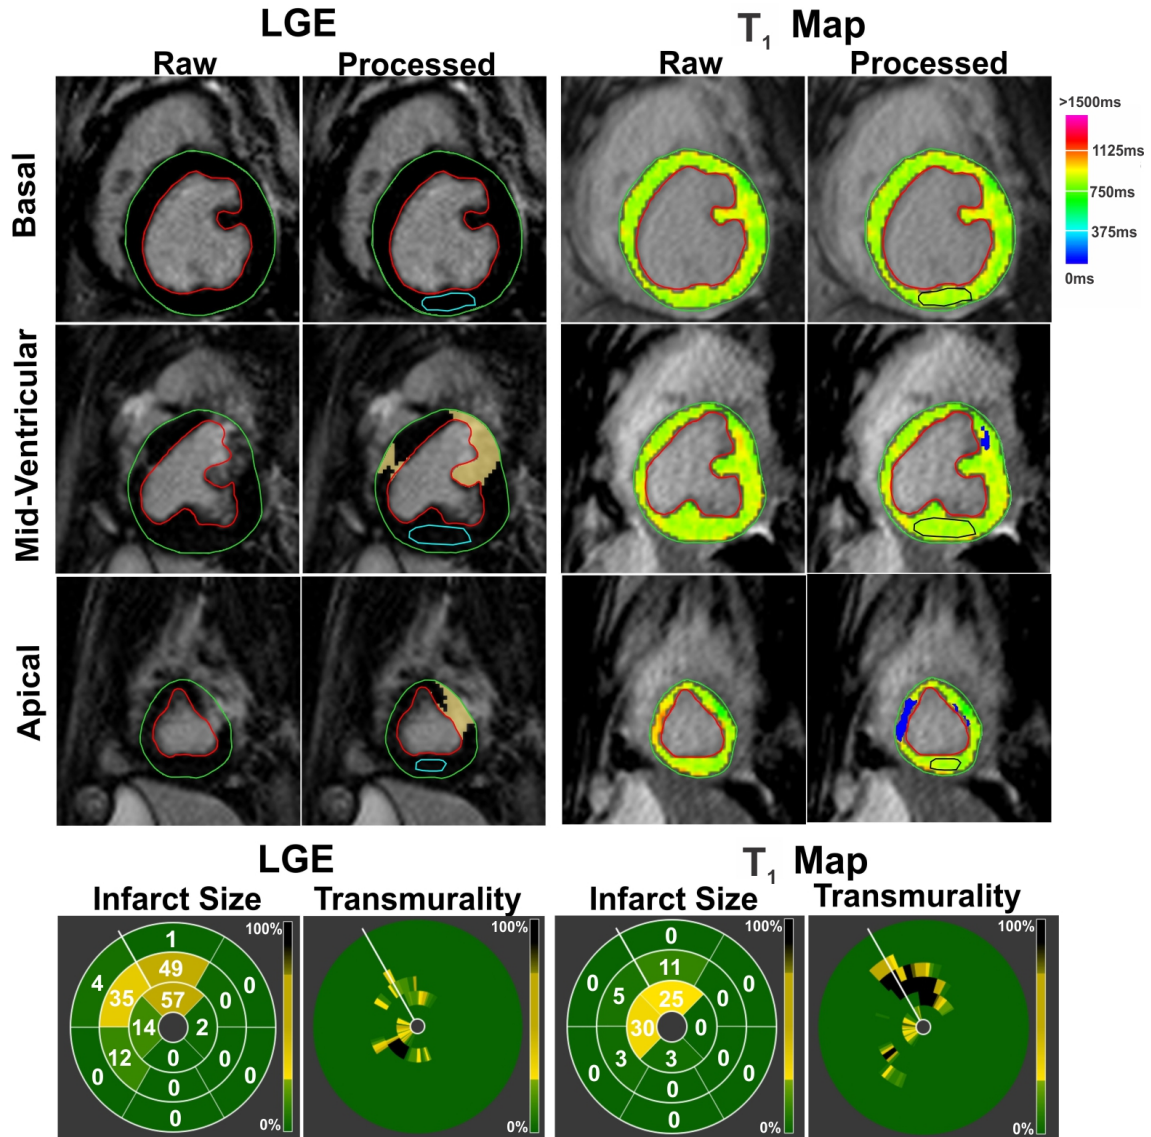 LGE
T1 Map
Raw
Processed
Raw
Processed
Basal
Mid-Ventricular
Apical
>1500ms
1125ms
750ms
375ms
0ms
LGE
T1 Map
Infarct Size
Transmurality
Infarct Size
Transmurality
1
4
49
0
35
57
0
14
2
12
0
0
0
0
0
0
100%
0%
100%
0%
0
0
11
0
5
25
0
30
0
3
3
0
0
0
0
0
100%
0%
100%
0%